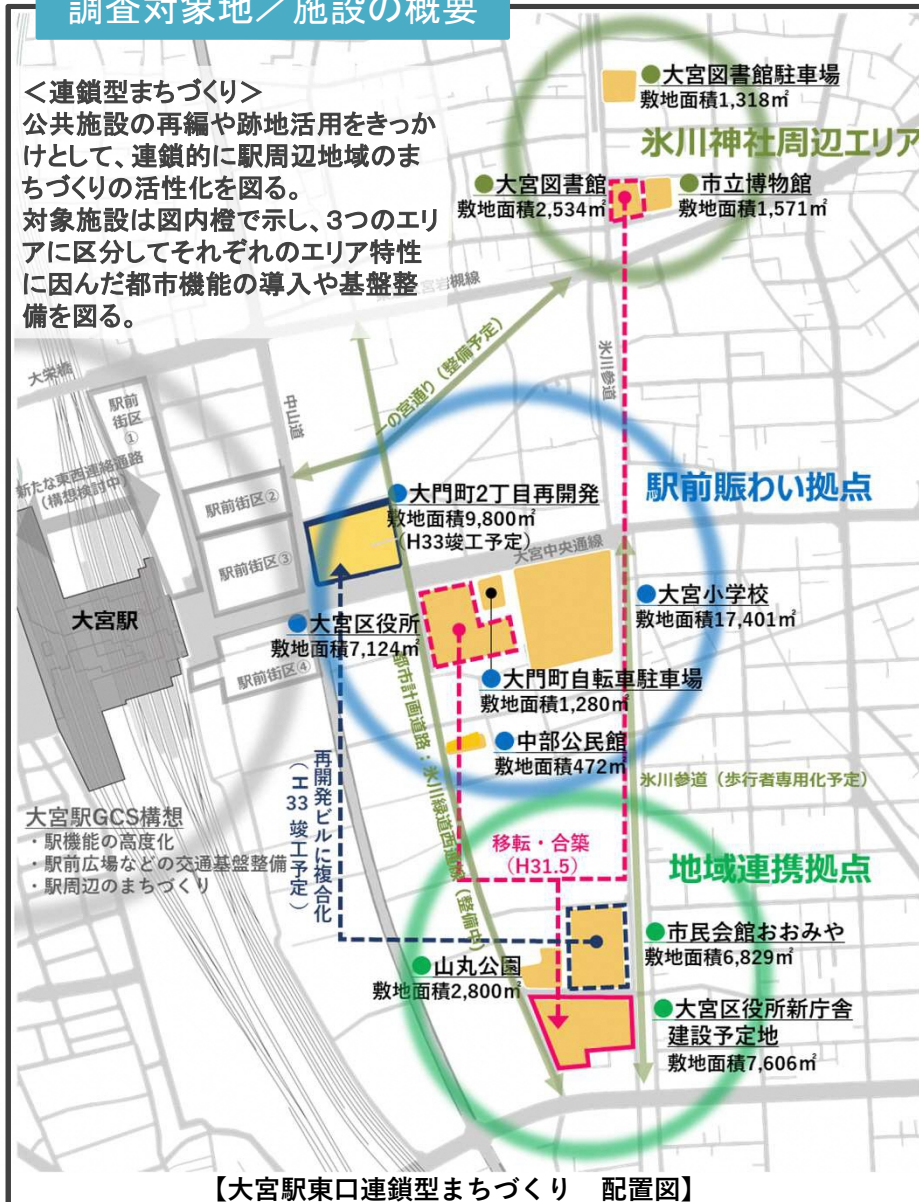 調査対象地／施設の概要
＜連鎖型まちづくり＞
公共施設の再編や跡地活用をきっか
けとして、連鎖的に駅周辺地域のま
ちづくりの活性化を図る。
対象施設は図内橙で示し、3つのエリ
アに区分してそれぞれのエリア特性
に因んだ都市機能の導入や基盤整
備を図る。
●大宮図書館駐車場
敷地面積1,318㎡
氷川神社周辺エリア
●大宮図書館
敷地面積2,534㎡
●市立博物館
敷地面積1,571㎡
宮岩槻線
大栄橋
駅前
街区
①
中山道
一の宮通り（整備予定）
氷川参道
新たな東西連絡通路
（構想検討中）
駅前街区②
駅前街区③
●大門町2丁目再開発
敷地面積9,800㎡
（H33竣工予定）
駅前賑わい拠点
大宮中央通線
大宮駅
●大宮区役所
敷地面積7,124㎡
●大宮小学校
敷地面積17,401㎡
駅前街区④
●大門町自転車駐車場
敷地面積1,280㎡
都市計画道路：氷川緑道西通線（整備中）
●中部公民館
敷地面積472㎡
再開発ビルに複合化
（H33 竣工予定）
氷川参道（歩行者専用化予定）
大宮駅GCS構想
・駅機能の高度化
・駅前広場などの交通基盤整備
・駅周辺のまちづくり
移転・合築
（H31.5）
地域連携拠点
●市民会館おおみや
敷地面積6,829㎡
●山丸公園
敷地面積2,800㎡
●大宮区役所新庁舎
建設予定地
敷地面積7,606㎡
【大宮駅東口連鎖型まちづくり　配置図】